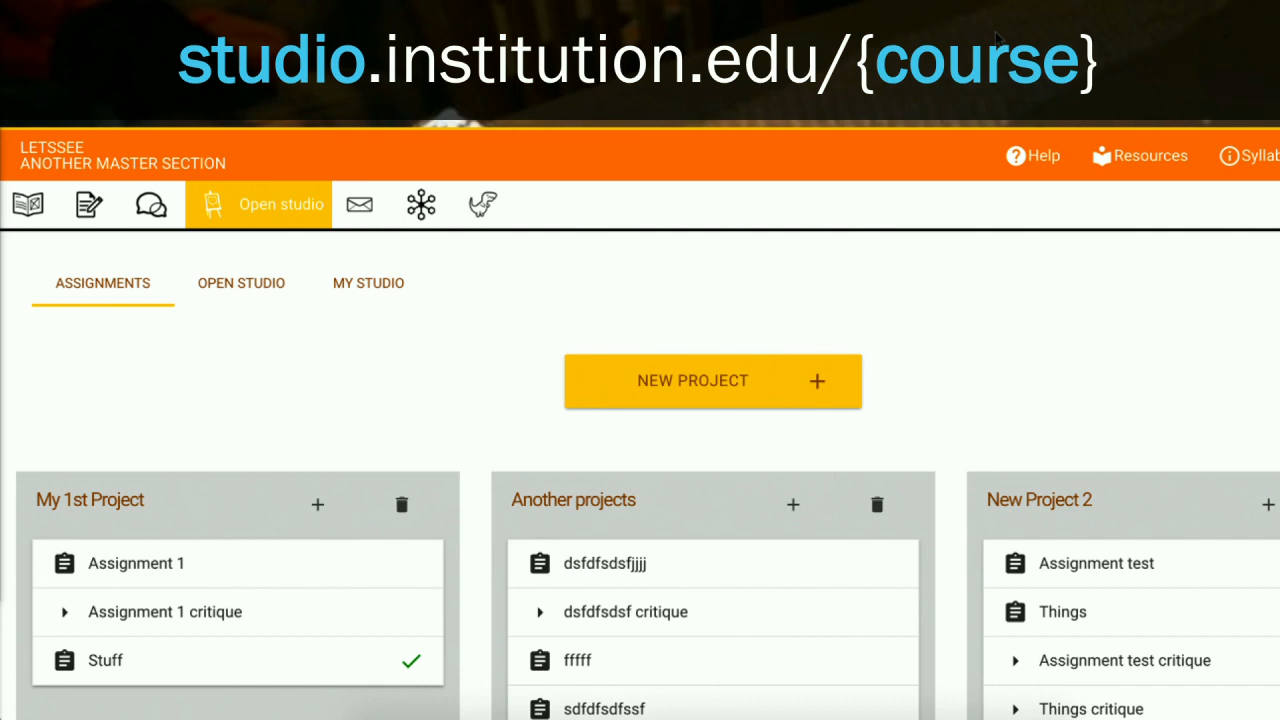 studio.institution.edu/{course}
LETSSEE
ANOTHER MASTER SECTION
Help
Resources
Syllab
Open studio
ASSIGNMENTS
OPEN STUDIO
MY STUDIO
NEW PROJECT +
My 1st Project
Assignment 1
Assignment 1 critique
Stuff
Another projects
dsfdfsdsfjjjj
dsfdfsdsf critique
fffff
sdfdsfdfssf
New Project 2
Assignment test
Things
Assignment test critique
Things critique